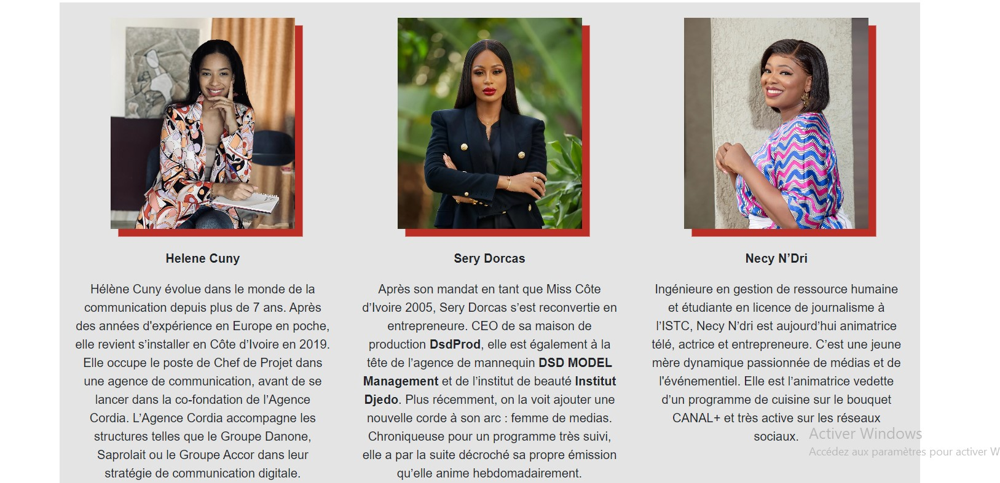 Helene Cuny
Hélène Cuny évolue dans le monde de la
communication depuis plus de 7 ans. Après
des années d'expérience en Europe en poche,
elle revient s’installer en Côte d’Ivoire en 2019.
Elle occupe le poste de Chef de Projet dans
une agence de communication, avant de se
lancer dans la co-fondation de l’Agence
Cordia. L’Agence Cordia accompagne les
structures telles que le Groupe Danone,
Saprolait ou le Groupe Accor dans leur
stratégie de communication digitale.
Sery Dorcas
Après son mandat en tant que Miss Côte
d’Ivoire 2005, Sery Dorcas s’est reconvertie en
entrepreneure. CEO de sa maison de
production DsdProd, elle est également à la
tête de l’agence de mannequin DSD MODEL
Management et de l’institut de beauté Institut
Djedo. Plus récemment, on la voit ajouter une
nouvelle corde à son arc : femme de medias.
Chroniqueuse pour un programme très suivi,
elle a par la suite décroché sa propre émission
qu’elle anime hebdomadairement.
Necy N’Dri
Ingénieure en gestion de ressource humaine
et étudiante en licence de journalisme à
l’ISTC, Necy N’dri est aujourd’hui animatrice
télé, actrice et entrepreneure. C’est une jeune
mère dynamique passionnée de médias et de
l'événementiel. Elle est l’animatrice vedette
d’un programme de cuisine sur le bouquet
CANAL+ et très active sur les réseaux
sociaux.
Activer Windows
Accédez aux paramètres pour activer W